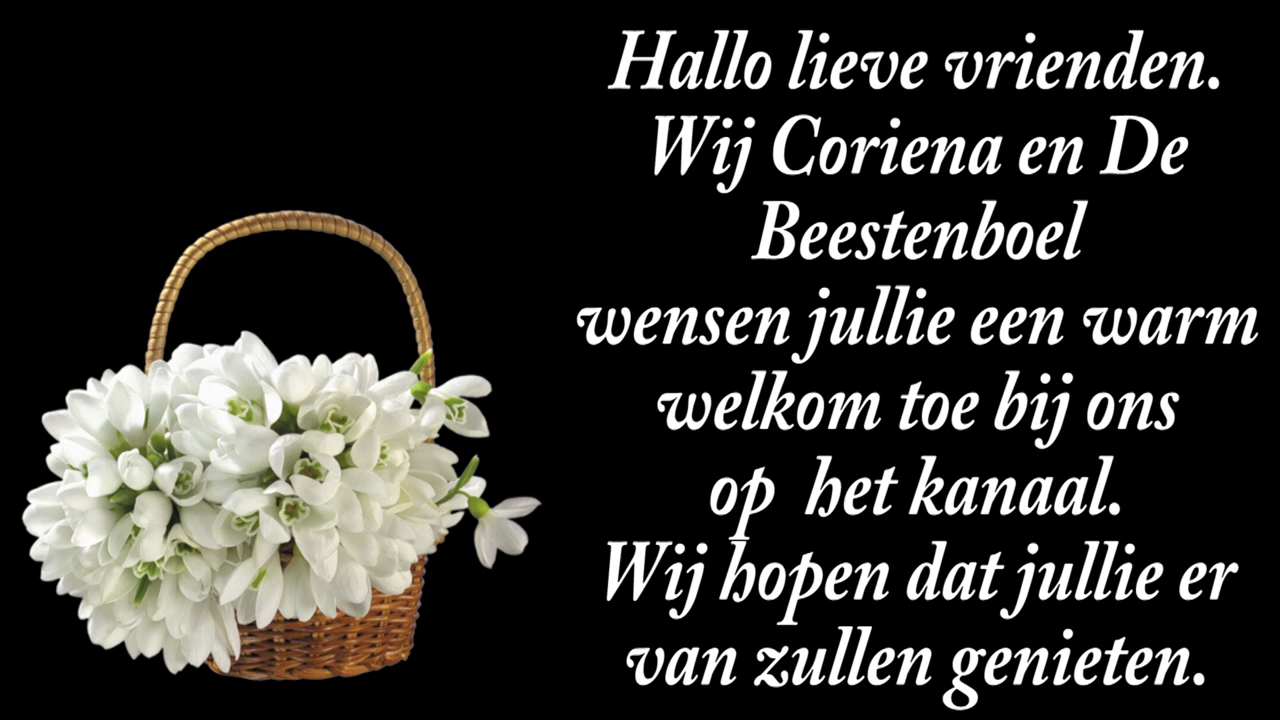 Hallo lieve vrienden.
Wij Coriena en De
Beestenboel
wensen jullie een warm
welkom toe bij ons
op  het kanaal.
Wij hopen dat jullie er
van zullen genieten.